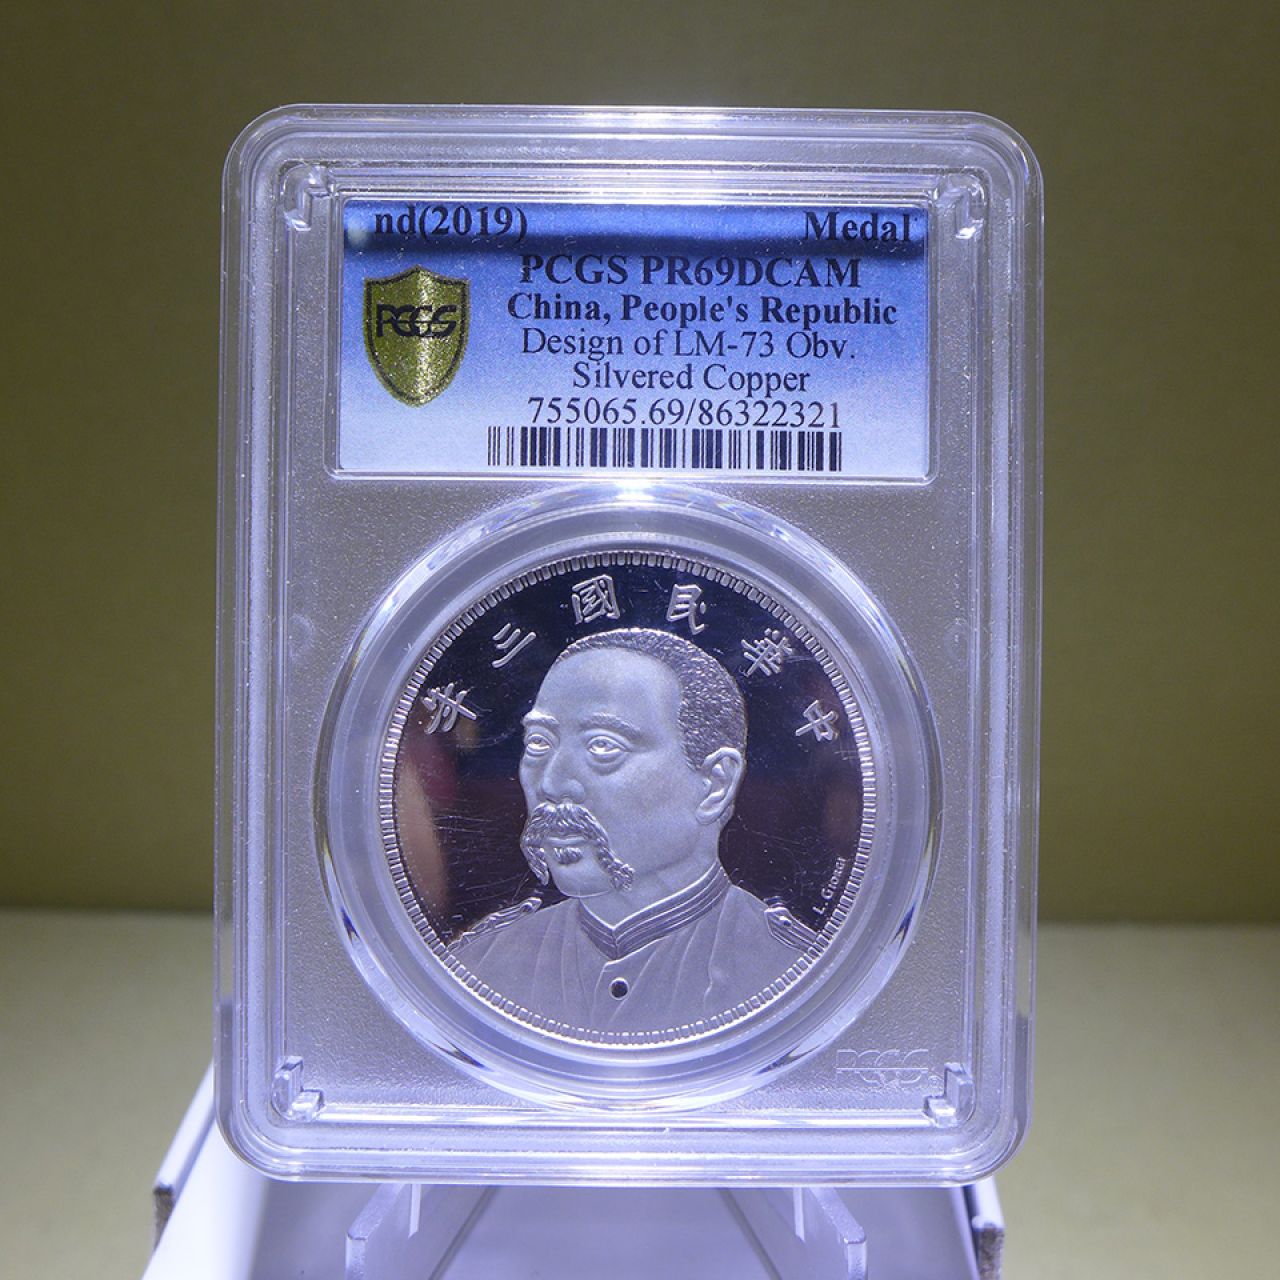 nd(2019) Medal
PCGS PR69DCAM
China, People's Republic
Design of LM-73 Obv.
Silvered Copper
755065.69/86322321
PCGS
年三國民華中
L. Giorgi
PCGS